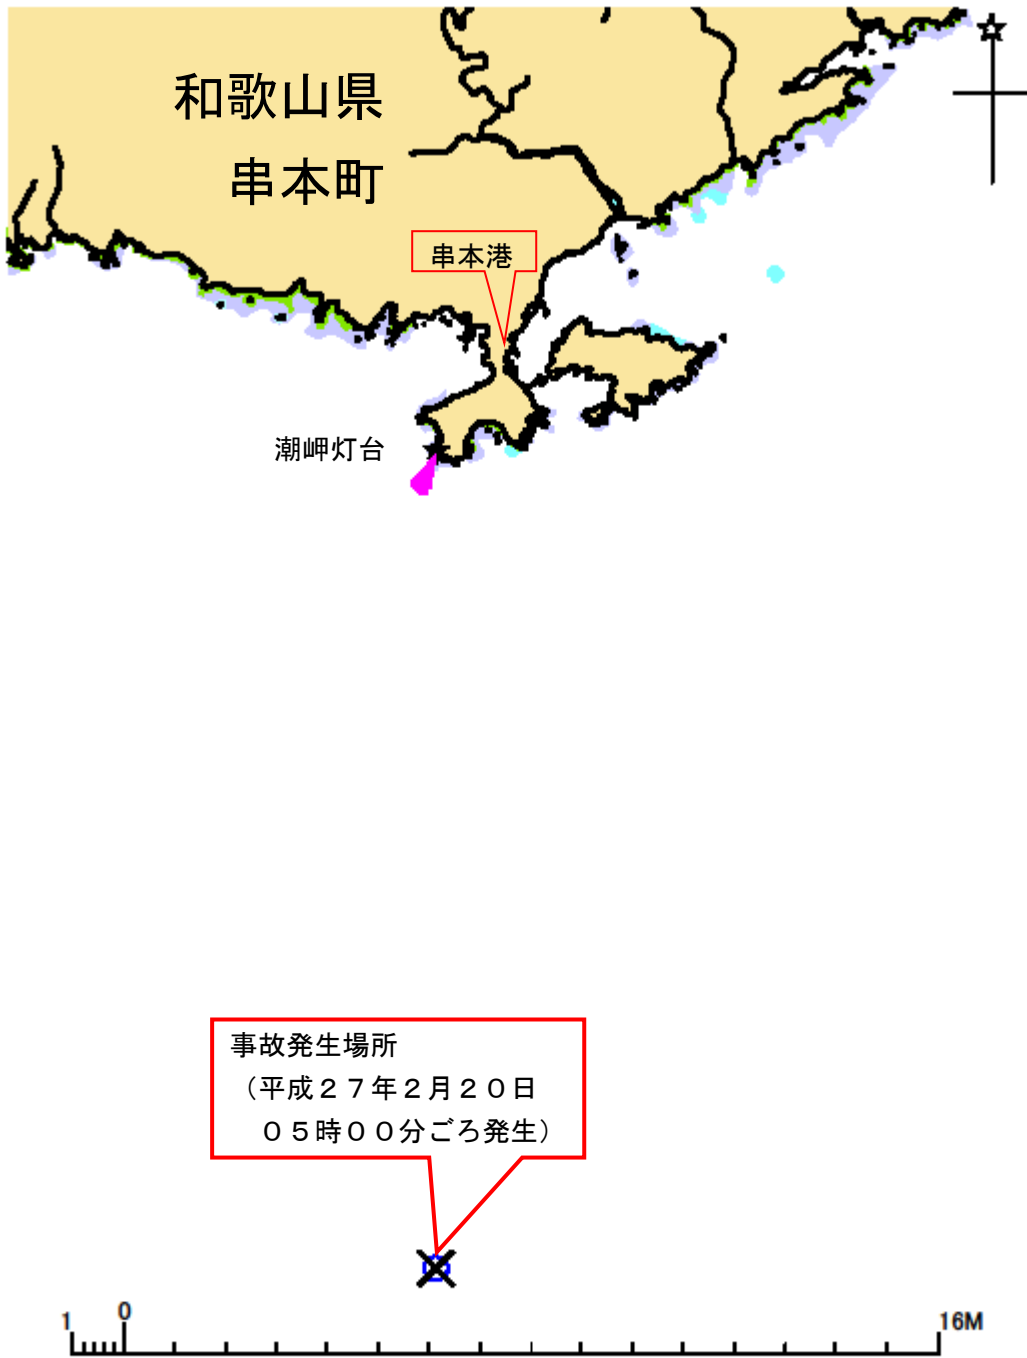 和歌山県
串本町
串本港
潮岬灯台
事故発生場所
（平成２７年２月２０日
０５時００分ごろ発生）
1 0 16M